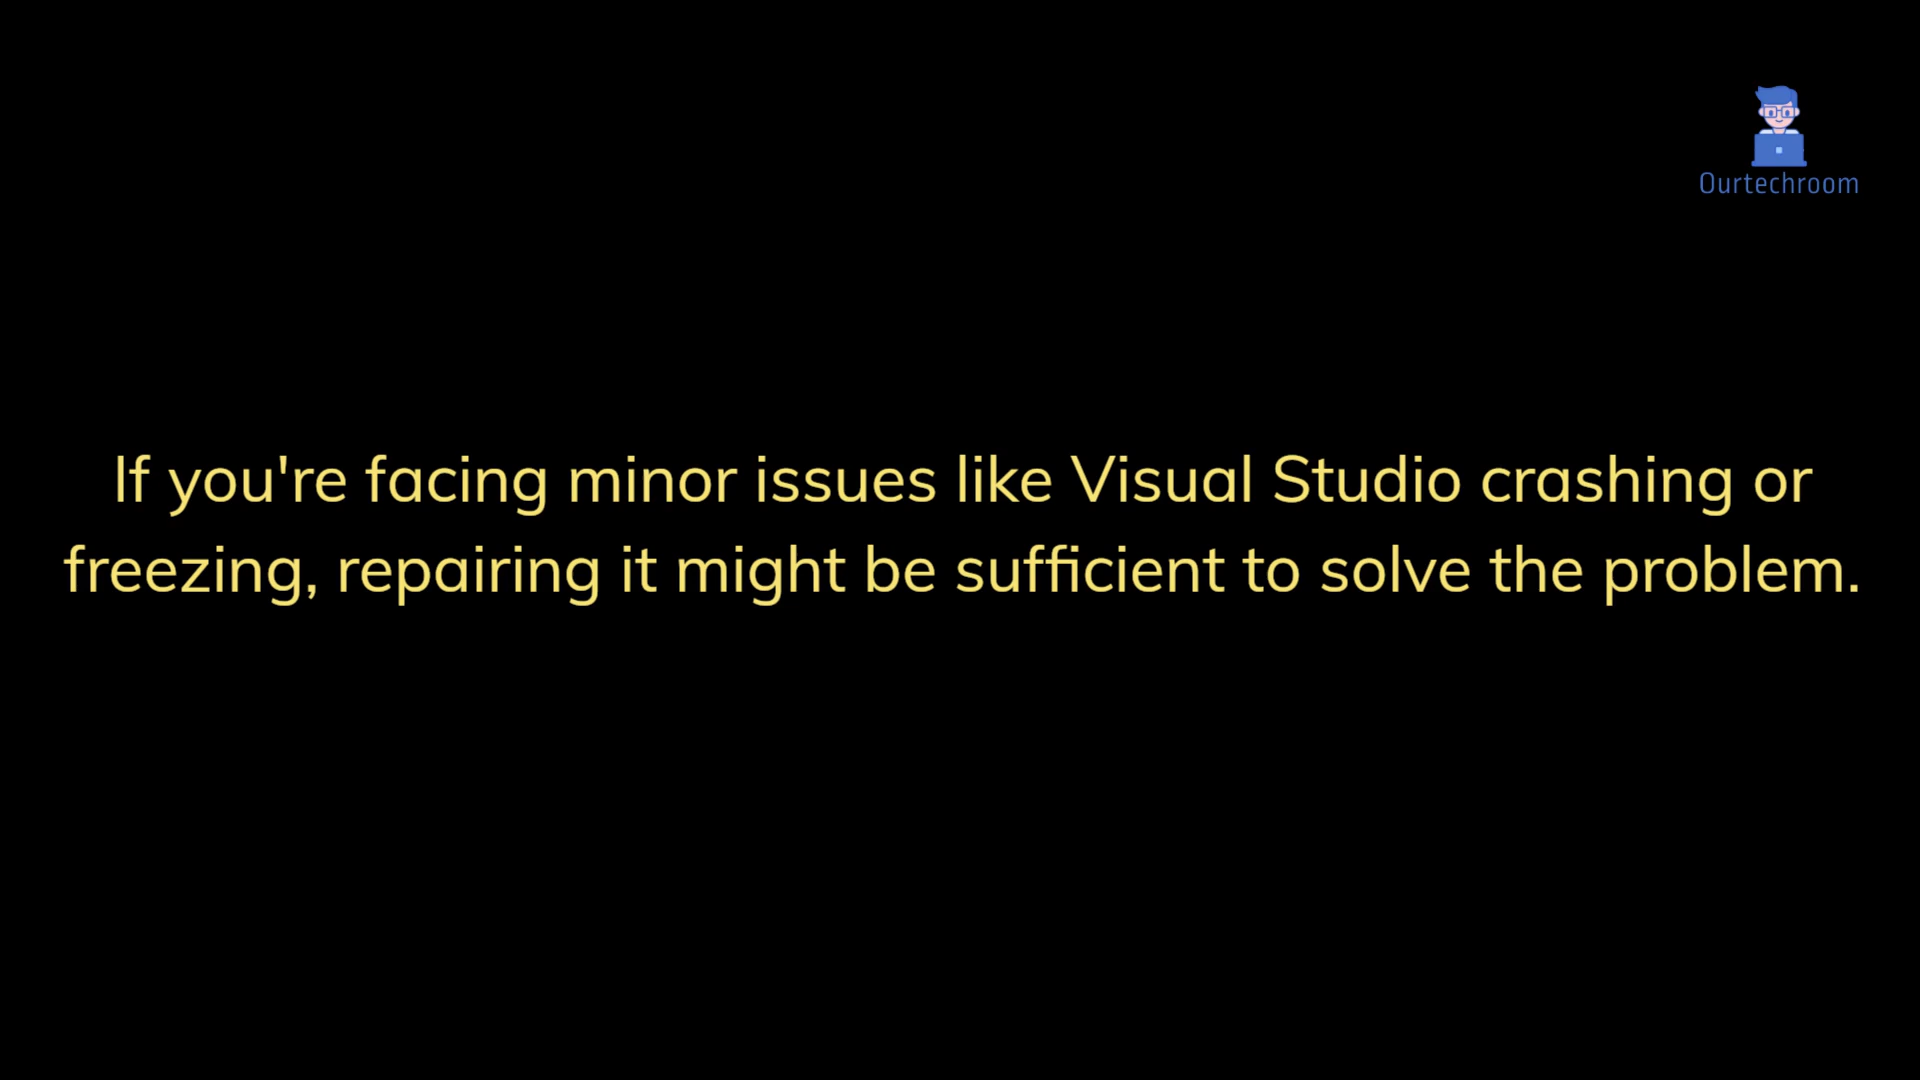 Ourtechroom
If you're facing minor issues like Visual Studio crashing or
freezing, repairing it might be sufficient to solve the problem.